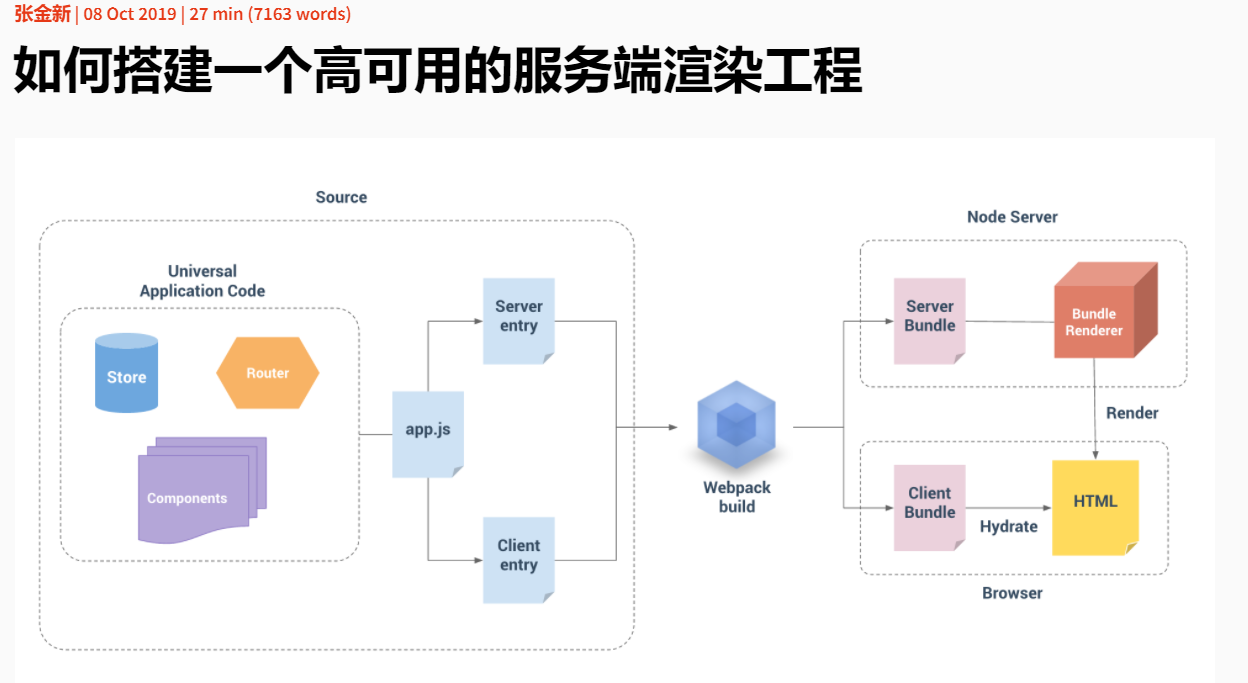 张金新 | 08 Oct 2019 | 27 min (7163 words)
如何搭建一个高可用的服务端渲染工程
Source
Universal
Application Code
Store
Router
Components
app.js
Server
entry
Client
entry
Webpack
build
Node Server
Server
Bundle
Bundle
Renderer
Render
Client
Bundle
Hydrate
HTML
Browser